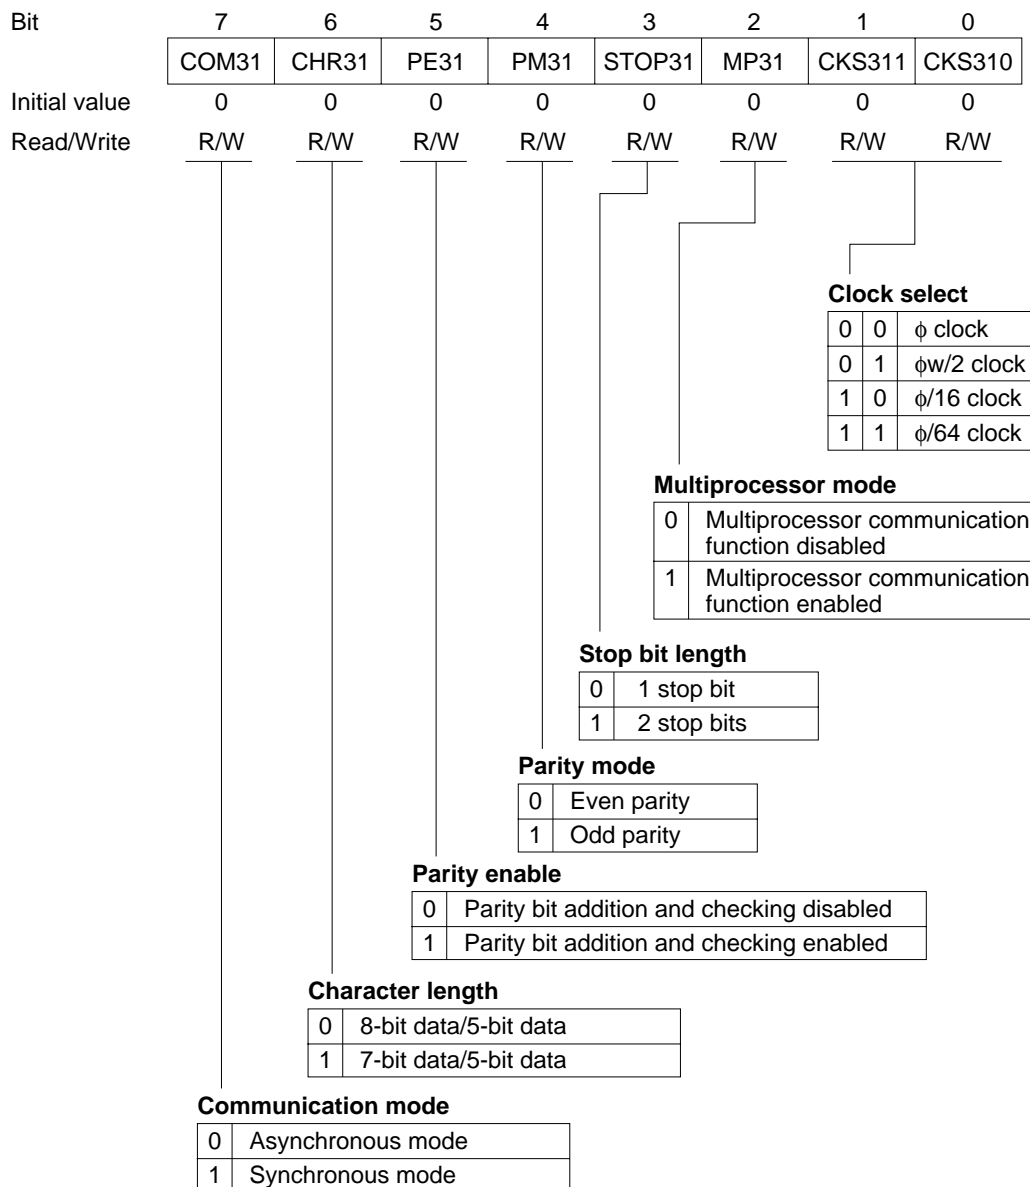 Bit 7 6 5 4 3 2 1 0
COM31 CHR31 PE31 PM31 STOP31 MP31 CKS311 CKS310
Initial value 0 0 0 0 0 0 0 0
Read/Write R/W R/W R/W R/W R/W R/W R/W R/W
Clock select
0 0 ϕ clock
0 1 ϕw/2 clock
1 0 ϕ/16 clock
1 1 ϕ/64 clock
Multiprocessor mode
0 Multiprocessor communication
function disabled
1 Multiprocessor communication
function enabled
Stop bit length
0 1 stop bit
1 2 stop bits
Parity mode
0 Even parity
1 Odd parity
Parity enable
0 Parity bit addition and checking disabled
1 Parity bit addition and checking enabled
Character length
0 8-bit data/5-bit data
1 7-bit data/5-bit data
Communication mode
0 Asynchronous mode
1 Synchronous mode